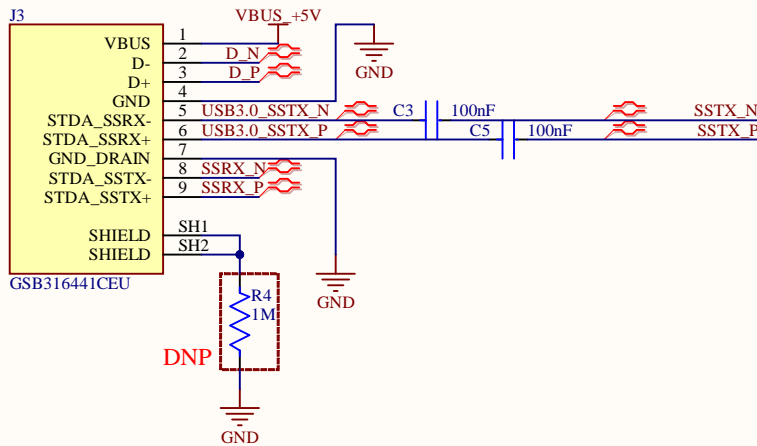 J3
VBUS_+5V
VBUS 1
D- 2 D_N
D+ 3 D_P
GND 4
GND
STDA_SSRX- 5 USB3.0_SSTX_N C3 100nF SSTX_N
STDA_SSRX+ 6 USB3.0_SSTX_P C5 100nF SSTX_P
GND_DRAIN 7
STDA_SSTX- 8 SSRX_N
STDA_SSTX+ 9 SSRX_P
SHIELD SH1
SHIELD SH2
GSB316441CEU
GND
R4
1M
DNP
GND